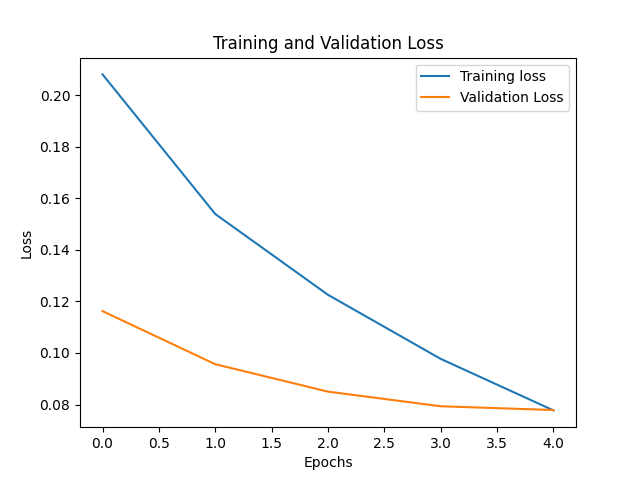 Training and Validation Loss
Training loss
Validation Loss
0.20
0.18
0.16
0.14
0.12
0.10
0.08
Loss
0.0 0.5 1.0 1.5 2.0 2.5 3.0 3.5 4.0
Epochs